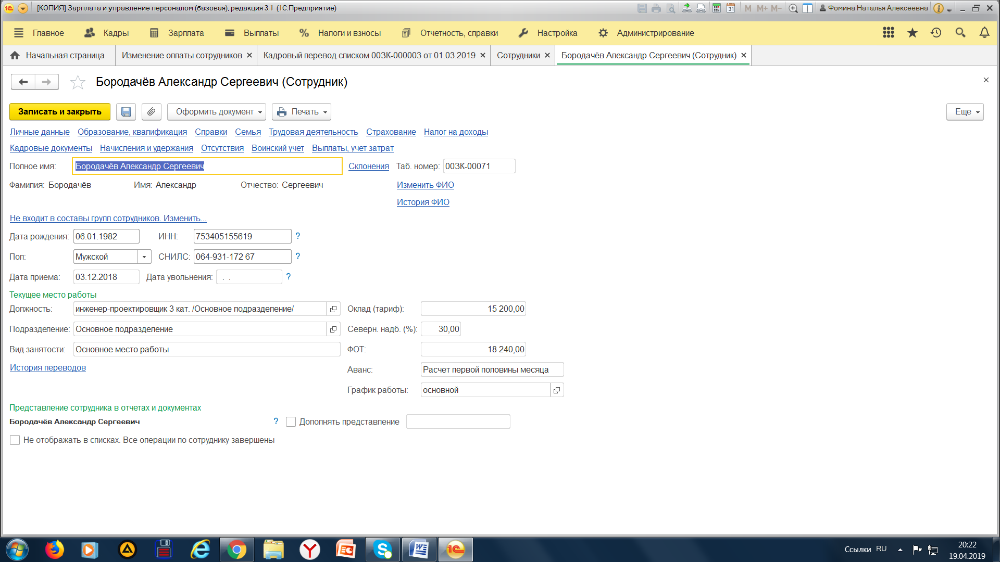 [КОПИЯ] Зарплата и управление персоналом (базовая), редакция 3.1 (1С:Предприятие)
M M+ M- Фомина Наталья Алексеевна
Главное Кадры Зарплата Выплаты Налоги и взносы Отчетность, справки Настройка Администрирование
Начальная страница Изменение оплаты сотрудников Кадровый перевод списком 00ЗК-000003 от 01.03.2019 Сотрудники Бородачёв Александр Сергеевич (Сотрудник)
Бородачёв Александр Сергеевич (Сотрудник)
Записать и закрыть Оформить документ Печать Еще
Личные данные Образование, квалификация Справки Семья Трудовая деятельность Страхование Налог на доходы
Кадровые документы Начисления и удержания Отсутствия Воинский учет Выплаты, учет затрат
Полное имя: Бородачёв Александр Сергеевич Склонения Таб. номер: 00ЗК-00071
Фамилия: Бородачёв Имя: Александр Отчество: Сергеевич Изменить ФИО
История ФИО
Не входит в составы групп сотрудников. Изменить...
Дата рождения: 06.01.1982 ИНН: 753405155619 ?
Пол: Мужской СНИЛС: 064-931-172 67 ?
Дата приема: 03.12.2018 Дата увольнения: . . ?
Текущее место работы
Должность: инженер-проектировщик 3 кат. /Основное подразделение/ Оклад (тариф): 15 200,00
Подразделение: Основное подразделение Северн. надб. (%): 30,00
Вид занятости: Основное место работы ФОТ: 18 240,00
История переводов Аванс: Расчет первой половины месяца
График работы: основной
Представление сотрудника в отчетах и документах
Бородачёв Александр Сергеевич ? Дополнять представление
Не отображать в списках. Все операции по сотруднику завершены
Ссылки RU 20:22
19.04.2019